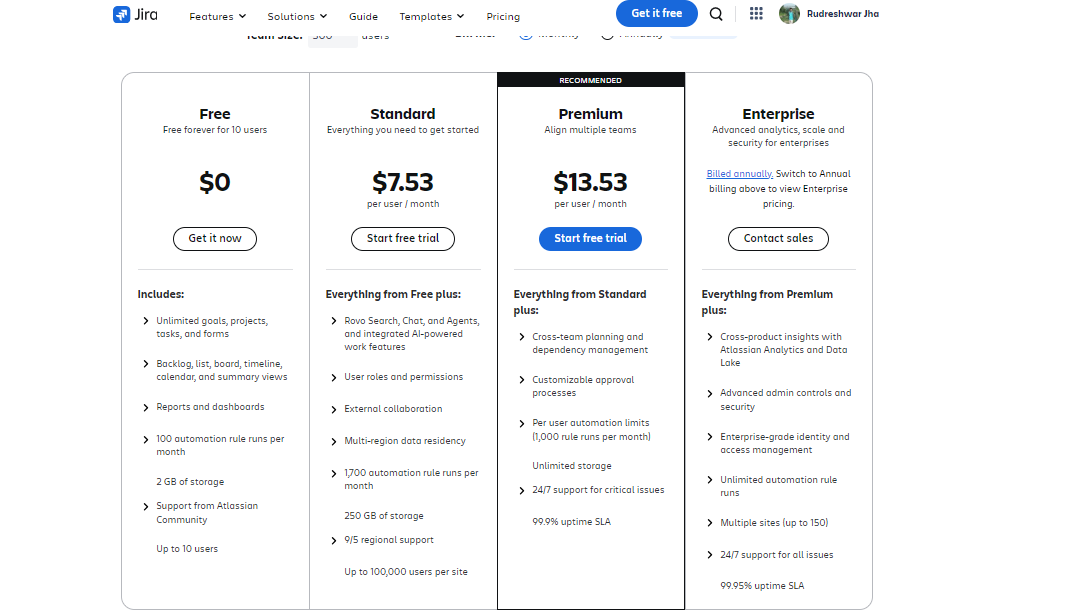 Jira
Features
Solutions
Guide
Templates
Pricing
Get it free
Rudreshwar Jha
Team Size:
300
users
Monthly
Annually
RECOMMENDED
Free
Free forever for 10 users
$0
Get it now
Includes:
Unlimited goals, projects,
tasks, and forms
Backlog, list, board, timeline,
calendar, and summary views
Reports and dashboards
100 automation rule runs per
month
2 GB of storage
Support from Atlassian
Community
Up to 10 users
Standard
Everything you need to get started
$7.53
per user / month
Start free trial
Everything from Free plus:
Rovo Search, Chat, and Agents,
and integrated AI-powered
work features
User roles and permissions
External collaboration
Multi-region data residency
1,700 automation rule runs per
month
250 GB of storage
9/5 regional support
Up to 100,000 users per site
Premium
Align multiple teams
$13.53
per user / month
Start free trial
Everything from Standard
plus:
Cross-team planning and
dependency management
Customizable approval
processes
Per user automation limits
(1,000 rule runs per month)
Unlimited storage
24/7 support for critical issues
99.9% uptime SLA
Enterprise
Advanced analytics, scale and
security for enterprises
Billed annually. Switch to Annual
billing above to view Enterprise
pricing.
Contact sales
Everything from Premium
plus:
Cross-product insights with
Atlassian Analytics and Data
Lake
Advanced admin controls and
security
Enterprise-grade identity and
access management
Unlimited automation rule
runs
Multiple sites (up to 150)
24/7 support for all issues
99.95% uptime SLA